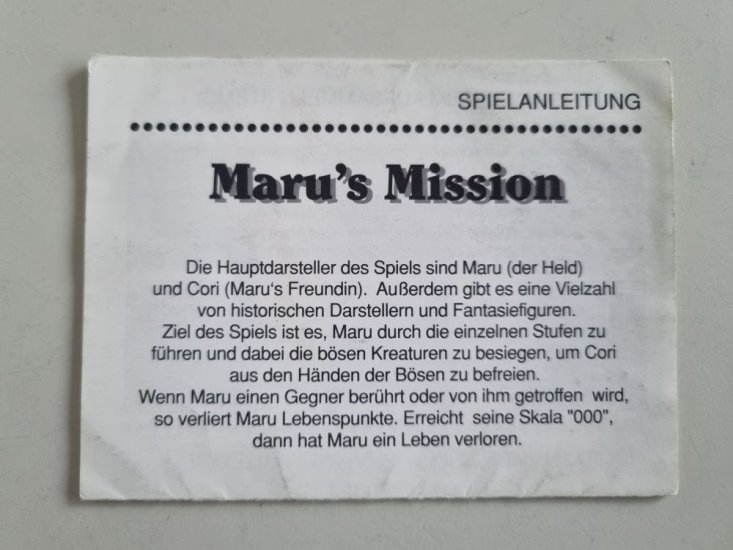 SPIELANLEITUNG
Maru's Mission
Die Hauptdarsteller des Spiels sind Maru (der Held)
und Cori (Maru's Freundin). Außerdem gibt es eine Vielzahl
von historischen Darstellern und Fantasiefiguren.
Ziel des Spiels ist es, Maru durch die einzelnen Stufen zu
führen und dabei die bösen Kreaturen zu besiegen, um Cori
aus den Händen der Bösen zu befreien.
Wenn Maru einen Gegner berührt oder von ihm getroffen wird,
so verliert Maru Lebenspunkte. Erreicht seine Skala "000",
dann hat Maru ein Leben verloren.